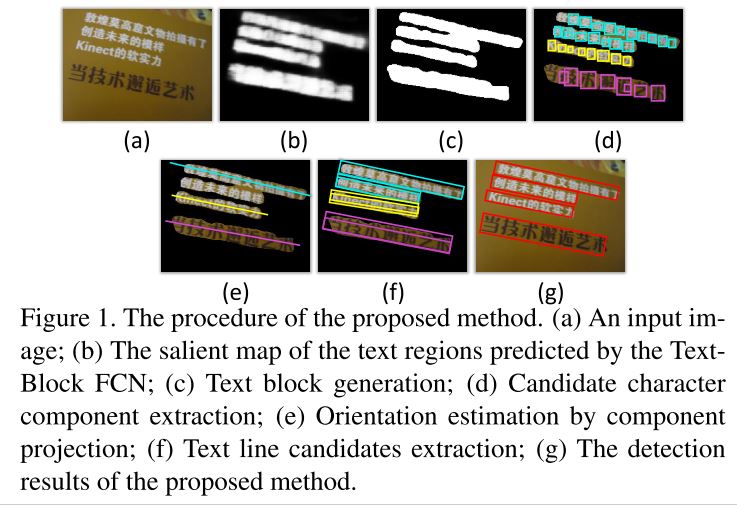 敦煌莫高窟文物拍摄有了
创造未来的模样
Kinect的软实力
当技术邂逅艺术
(a)
(b)
(c)
(d)
敦煌莫高窟文物拍摄有了
创造未来的模样
Kinect的软实力
当技术邂逅艺术
(e)
(f)
(g)
Figure 1. The procedure of the proposed method. (a) An input im-
age; (b) The salient map of the text regions predicted by the Text-
Block FCN; (c) Text block generation; (d) Candidate character
component extraction; (e) Orientation estimation by component
projection; (f) Text line candidates extraction; (g) The detection
results of the proposed method.